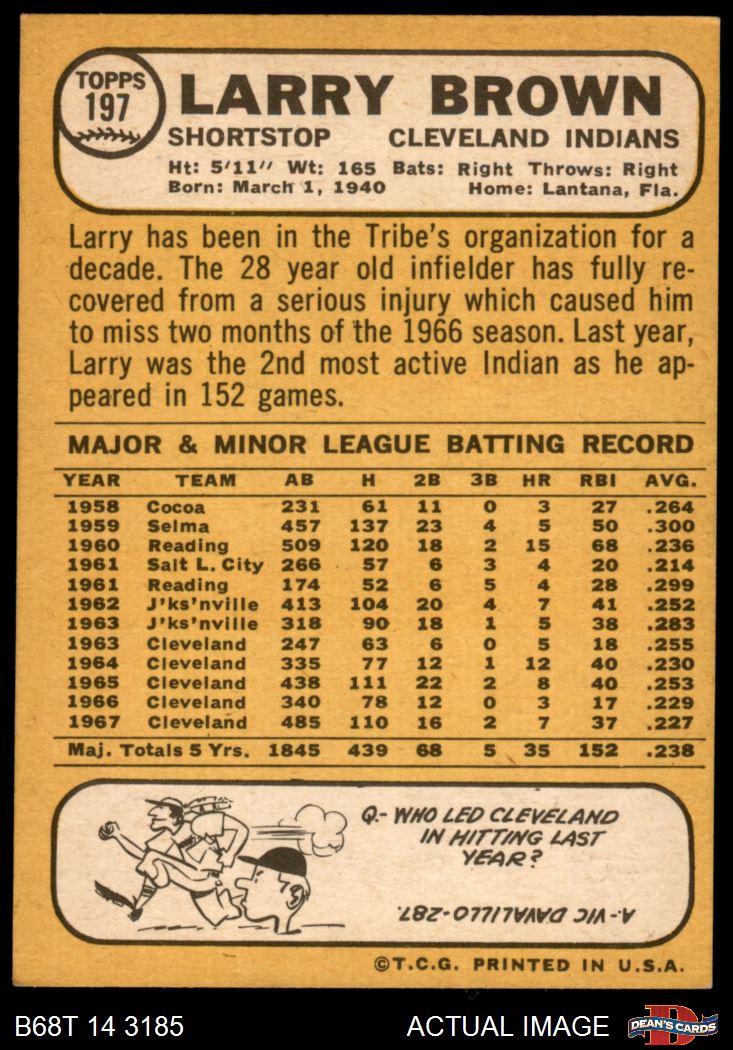 TOPPS
197
LARRY BROWN
SHORTSTOP CLEVELAND INDIANS
Ht: 5'11" Wt: 165 Bats: Right Throws: Right
Born: March 1, 1940 Home: Lantana, Fla.
Larry has been in the Tribe's organization for a
decade. The 28 year old infielder has fully re-
covered from a serious injury which caused him
to miss two months of the 1966 season. Last year,
Larry was the 2nd most active Indian as he ap-
peared in 152 games.
MAJOR & MINOR LEAGUE BATTING RECORD
YEAR TEAM AB H 2B 3B HR RBI AVG.
1958 Cocoa 231 61 11 0 3 27 .264
1959 Selma 457 137 23 4 5 50 .300
1960 Reading 509 120 18 2 15 68 .236
1961 Salt L. City 266 57 6 3 4 20 .214
1961 Reading 174 52 6 5 4 28 .299
1962 J'ks'nville 413 104 20 4 7 41 .252
1963 J'ks'nville 318 90 18 1 5 38 .283
1963 Cleveland 247 63 6 0 5 18 .255
1964 Cleveland 335 77 12 1 12 40 .230
1965 Cleveland 438 111 22 2 8 40 .253
1966 Cleveland 340 78 12 0 3 17 .229
1967 Cleveland 485 110 16 2 7 37 .227
Maj. Totals 5 Yrs. 1845 439 68 5 35 152 .238
Q.- WHO LED CLEVELAND
IN HITTING LAST
YEAR?
A.- VIC DAVALILLO-287.
©T.C.G. PRINTED IN U.S.A.
B68T 14 3185 ACTUAL IMAGE
D
DEAN'S CARDS